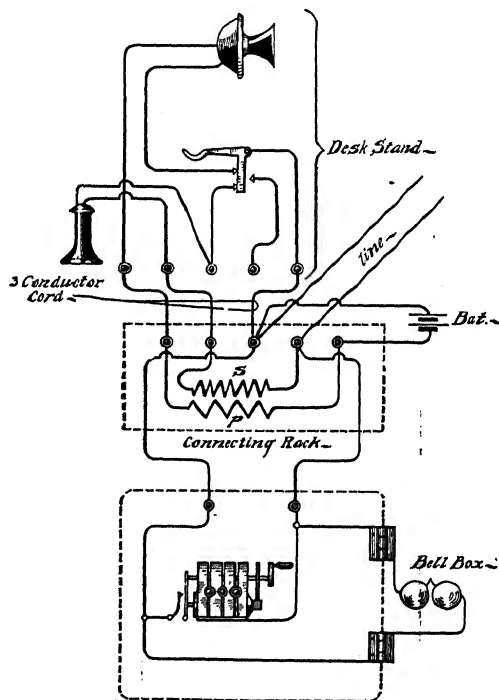 Desk Stand
line
3 Conductor
Cord
Bat.
S
P
Connecting Rack
Bell Box